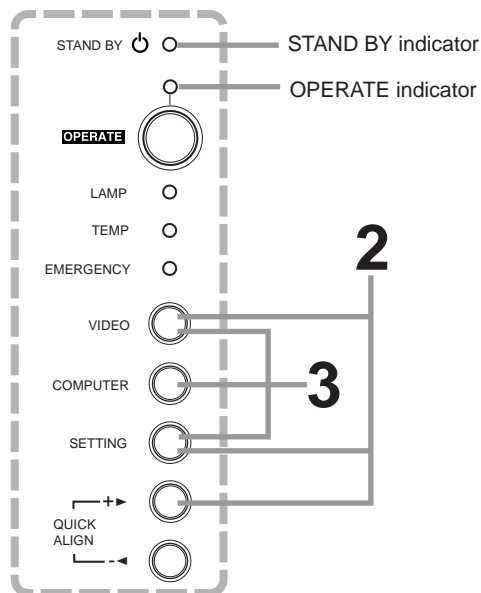 STAND BY STAND BY indicator
OPERATE indicator
OPERATE
LAMP
TEMP
2
EMERGENCY
VIDEO
COMPUTER
3
SETTING
+
QUICK
ALIGN
-